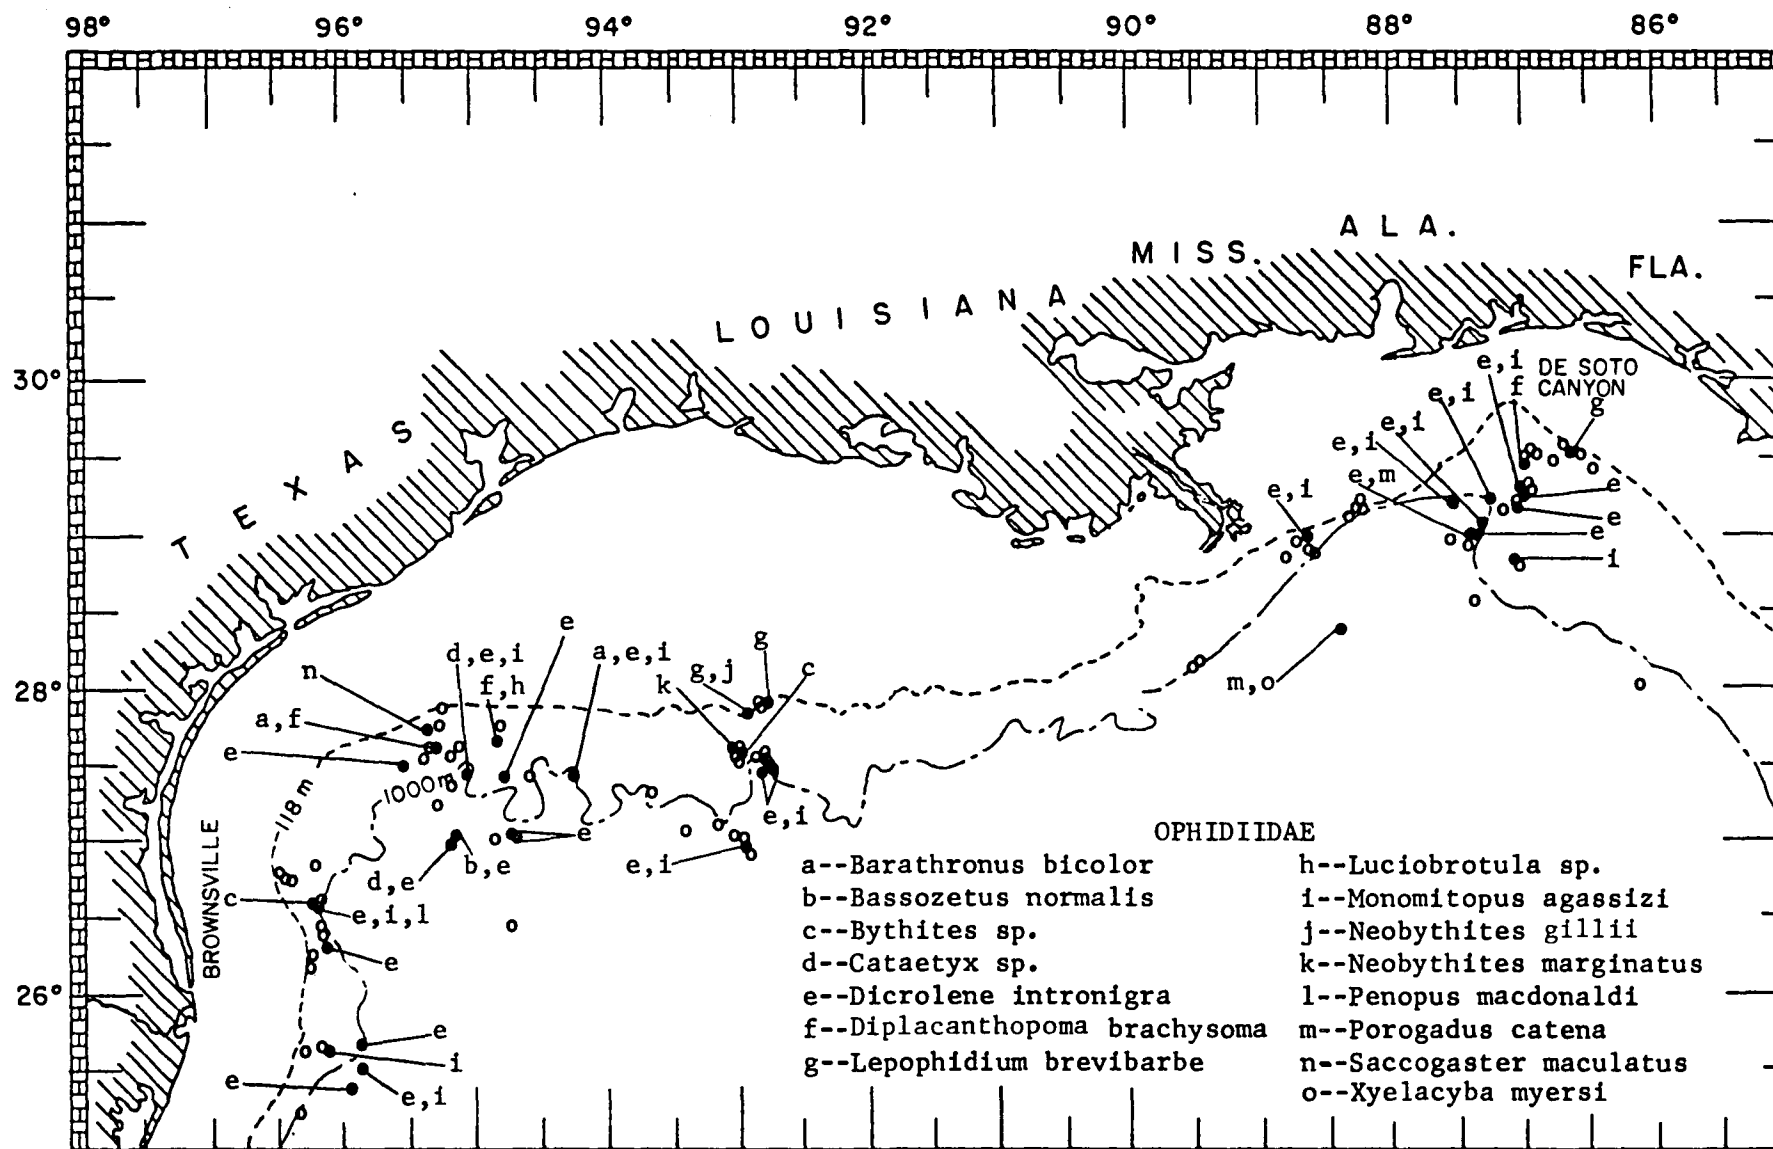 98° 96° 94° 92° 90° 88° 86°
ALA.
MISS.
FLA.
LOUISIANA
TEXAS
30°
28°
26°
e,i
f
DE SOTO
CANYON
g
e,i
e,i
e,i
e,m
e,i
e
e
e
i
m,o
e
d,e,i
f,h
a,e,i
g
g,j
c
k
n
a,f
e
118m
1000m
e,i
e
b,e
d,e
e,i
c
e,i,l
e
e
i
e
e,i
BROWNSVILLE
OPHIDIIDAE
a--Barathronus bicolor
b--Bassozetus normalis
c--Bythites sp.
d--Cataetyx sp.
e--Dicrolene intronigra
f--Diplacanthopoma brachysoma
g--Lepophidium brevibarbe
h--Luciobrotula sp.
i--Monomitopus agassizi
j--Neobythites gillii
k--Neobythites marginatus
l--Penopus macdonaldi
m--Porogadus catena
n--Saccogaster maculatus
o--Xyelacyba myersi